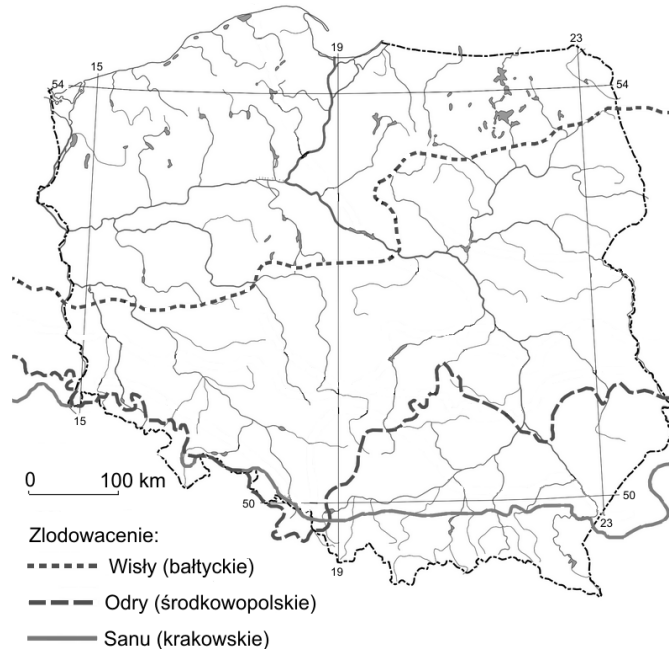 19
23
15
54
54
15
50
50
23
19
0 100 km
Zlodowacenie:
Wisły (bałtyckie)
Odry (środkowopolskie)
Sanu (krakowskie)